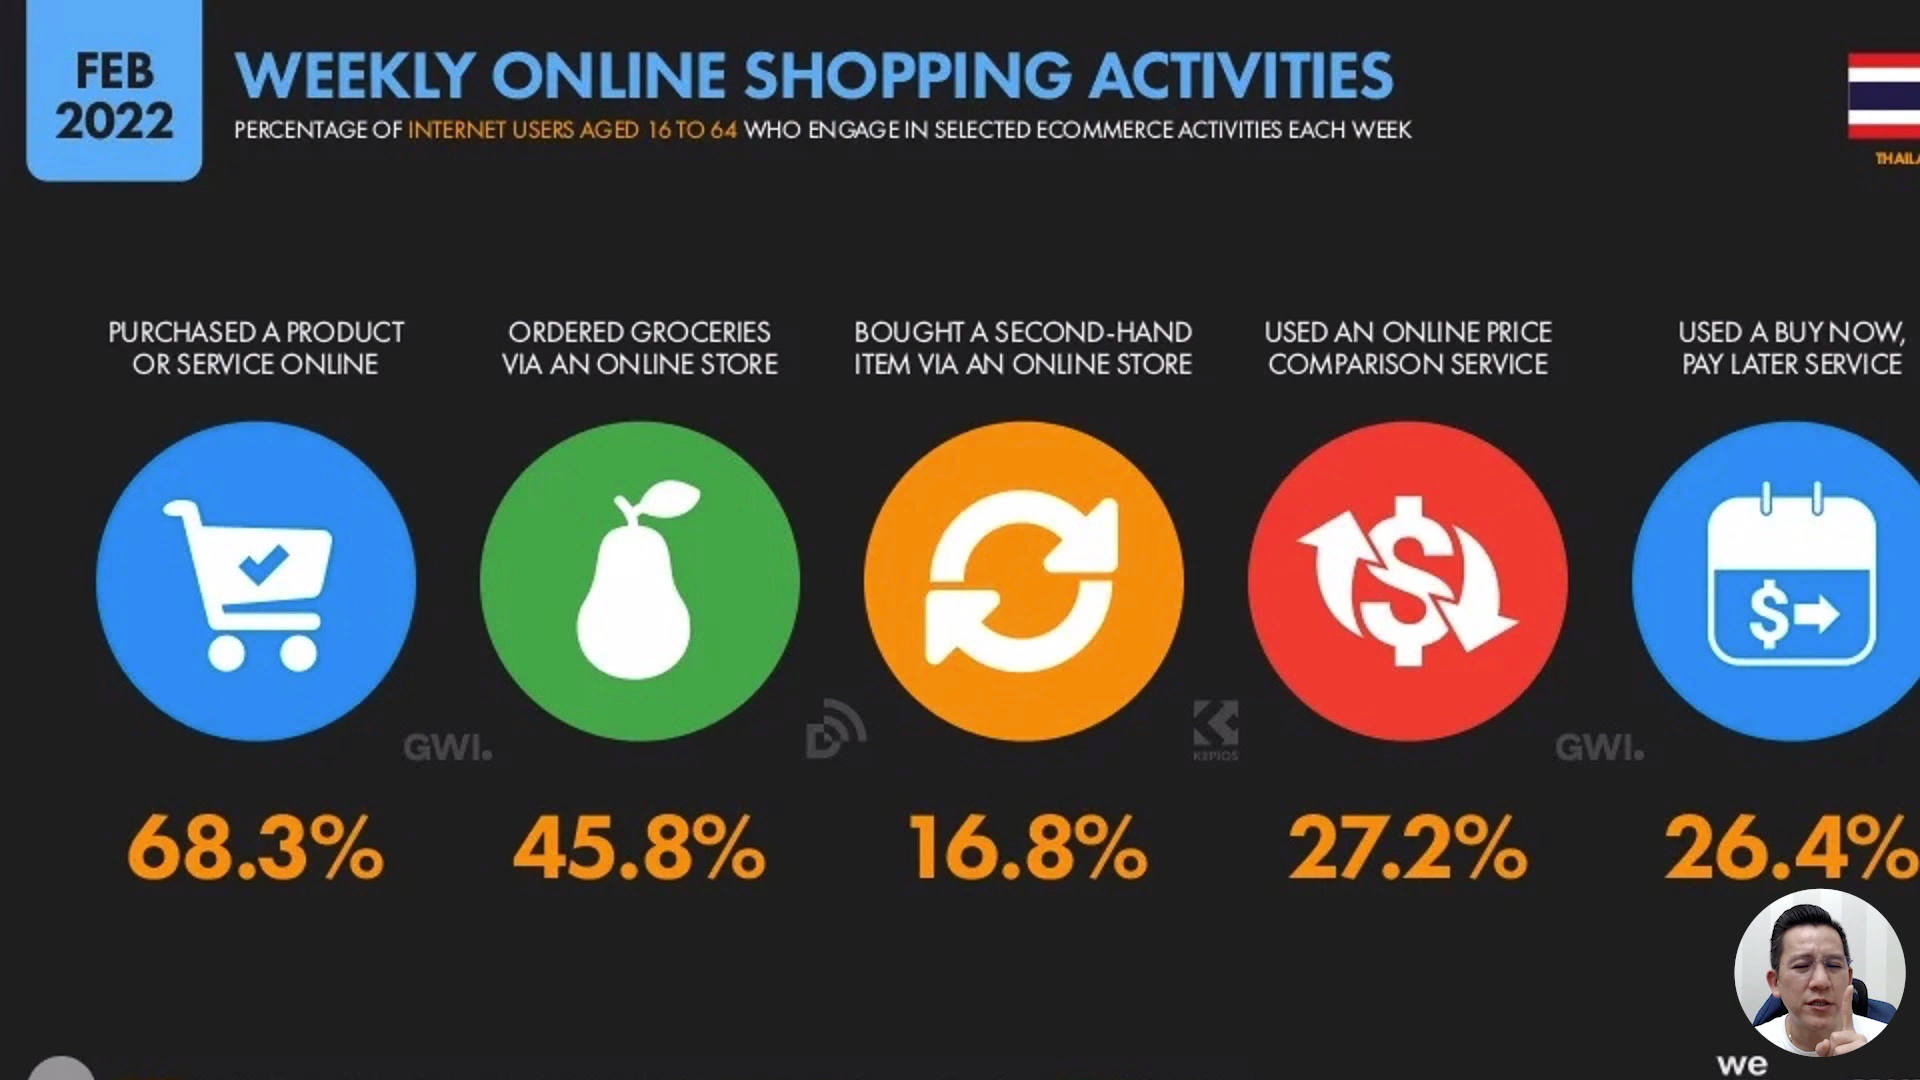 FEB
2022
WEEKLY ONLINE SHOPPING ACTIVITIES
PERCENTAGE OF INTERNET USERS AGED 16 TO 64 WHO ENGAGE IN SELECTED ECOMMERCE ACTIVITIES EACH WEEK
THAILA
PURCHASED A PRODUCT
OR SERVICE ONLINE
ORDERED GROCERIES
VIA AN ONLINE STORE
BOUGHT A SECOND-HAND
ITEM VIA AN ONLINE STORE
USED AN ONLINE PRICE
COMPARISON SERVICE
USED A BUY NOW,
PAY LATER SERVICE
GWI.
KEPIOS
GWI.
68.3%
45.8%
16.8%
27.2%
26.4%
we